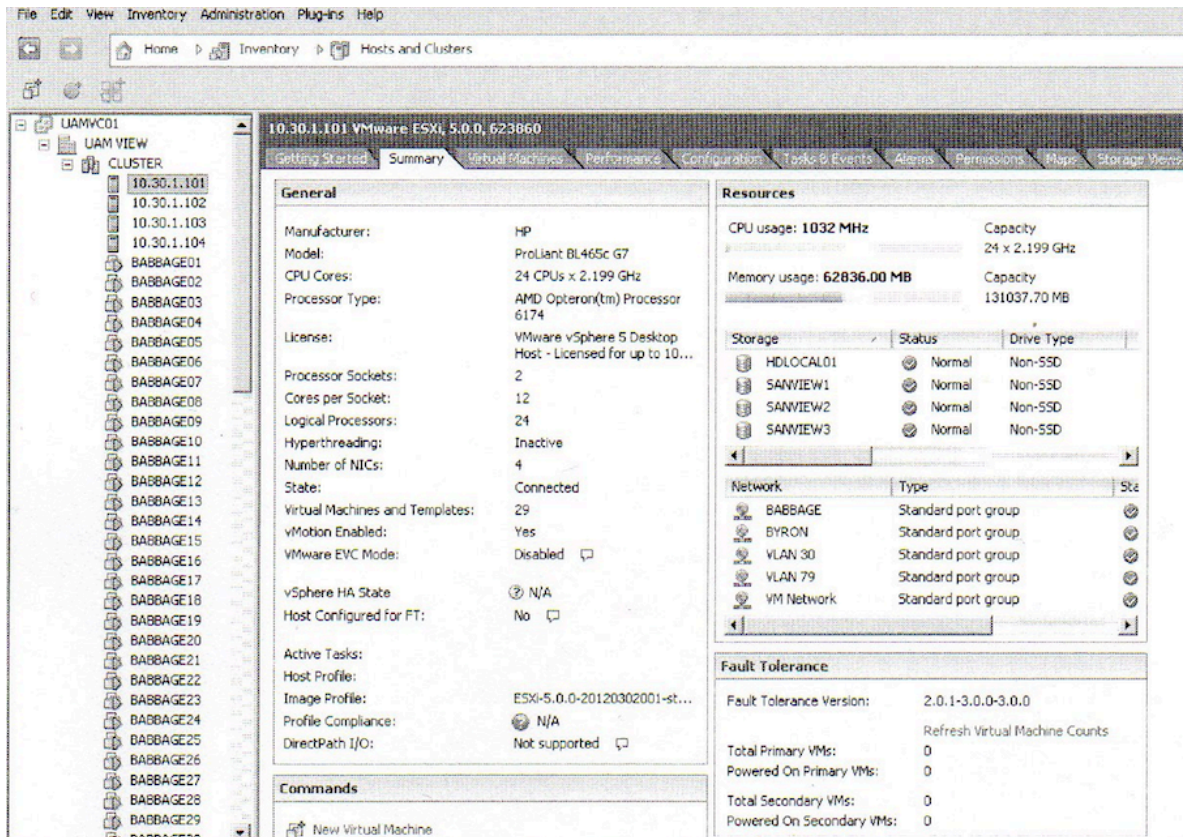 File Edit View Inventory Administration Plug-ins Help
Home Inventory Hosts and Clusters
UAMVC01
UAM VIEW
CLUSTER
10.30.1.101
10.30.1.102
10.30.1.103
10.30.1.104
BABBAGE01
BABBAGE02
BABBAGE03
BABBAGE04
BABBAGE05
BABBAGE06
BABBAGE07
BABBAGE08
BABBAGE09
BABBAGE10
BABBAGE11
BABBAGE12
BABBAGE13
BABBAGE14
BABBAGE15
BABBAGE16
BABBAGE17
BABBAGE18
BABBAGE19
BABBAGE20
BABBAGE21
BABBAGE22
BABBAGE23
BABBAGE24
BABBAGE25
BABBAGE26
BABBAGE27
BABBAGE28
BABBAGE29
10.30.1.101 VMware ESXi, 5.0.0, 623860
Getting Started Summary Virtual Machines Performance Configuration Tasks & Events Alarms Permissions Maps Storage Views
General
Manufacturer: HP
Model: ProLiant BL465c G7
CPU Cores: 24 CPUs x 2.199 GHz
Processor Type: AMD Opteron(tm) Processor
6174
License: VMware vSphere 5 Desktop
Host - Licensed for up to 10...
Processor Sockets: 2
Cores per Socket: 12
Logical Processors: 24
Hyperthreading: Inactive
Number of NICs: 4
State: Connected
Virtual Machines and Templates: 29
vMotion Enabled: Yes
VMware EVC Mode: Disabled
vSphere HA State N/A
Host Configured for FT: No
Active Tasks:
Host Profile:
Image Profile: ESXi-5.0.0-20120302001-st...
Profile Compliance: N/A
DirectPath I/O: Not supported
Commands
New Virtual Machine
Resources
CPU usage: 1032 MHz Capacity
24 x 2.199 GHz
Memory usage: 62836.00 MB Capacity
131037.70 MB
Storage Status Drive Type
HDLOCAL01 Normal Non-SSD
SANVIEW1 Normal Non-SSD
SANVIEW2 Normal Non-SSD
SANVIEW3 Normal Non-SSD
Network Type Sta
BABBAGE Standard port group
BYRON Standard port group
VLAN 30 Standard port group
VLAN 79 Standard port group
VM Network Standard port group
Fault Tolerance
Fault Tolerance Version: 2.0.1-3.0.0-3.0.0
Refresh Virtual Machine Counts
Total Primary VMs: 0
Powered On Primary VMs: 0
Total Secondary VMs: 0
Powered On Secondary VMs: 0